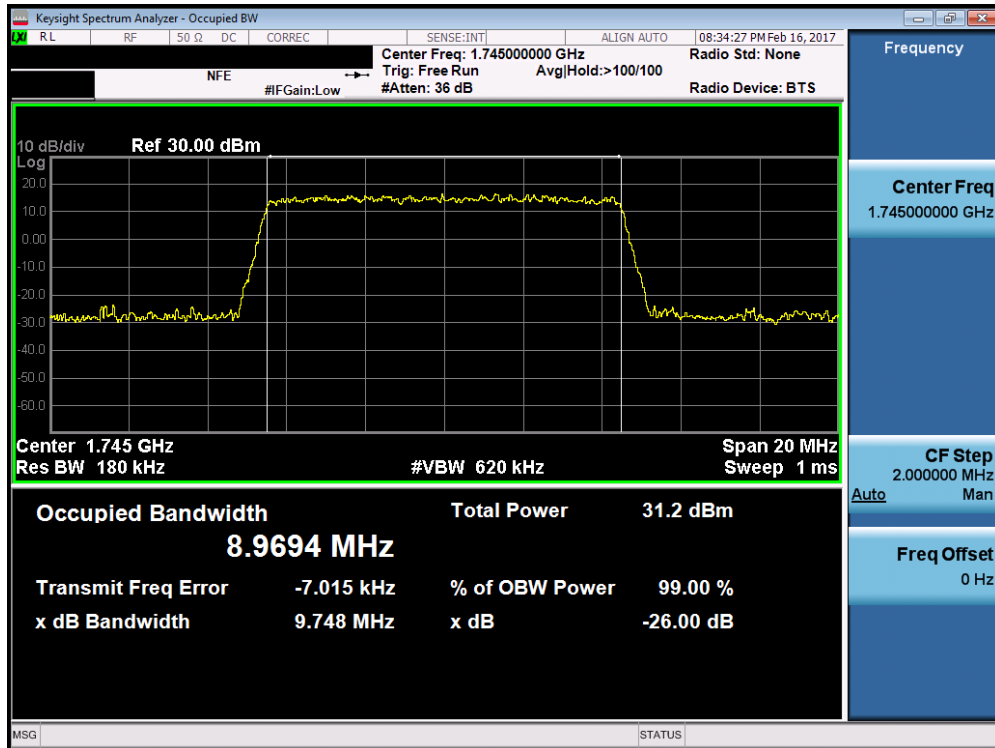 Keysight Spectrum Analyzer - Occupied BW
LXI RL RF 50 Ω DC CORREC SENSE:INT ALIGN AUTO 08:34:27 PM Feb 16, 2017
Center Freq: 1.745000000 GHz Radio Std: None
NFE Trig: Free Run Avg|Hold:>100/100
#IFGain:Low #Atten: 36 dB Radio Device: BTS
10 dB/div Ref 30.00 dBm
Log
20.0
10.0
0.00
-10.0
-20.0
-30.0
-40.0
-50.0
-60.0
Center 1.745 GHz Span 20 MHz
Res BW 180 kHz #VBW 620 kHz Sweep 1 ms
Occupied Bandwidth Total Power 31.2 dBm
8.9694 MHz
Transmit Freq Error -7.015 kHz % of OBW Power 99.00 %
x dB Bandwidth 9.748 MHz x dB -26.00 dB
Frequency
Center Freq
1.745000000 GHz
CF Step
2.000000 MHz
Auto Man
Freq Offset
0 Hz
MSG STATUS